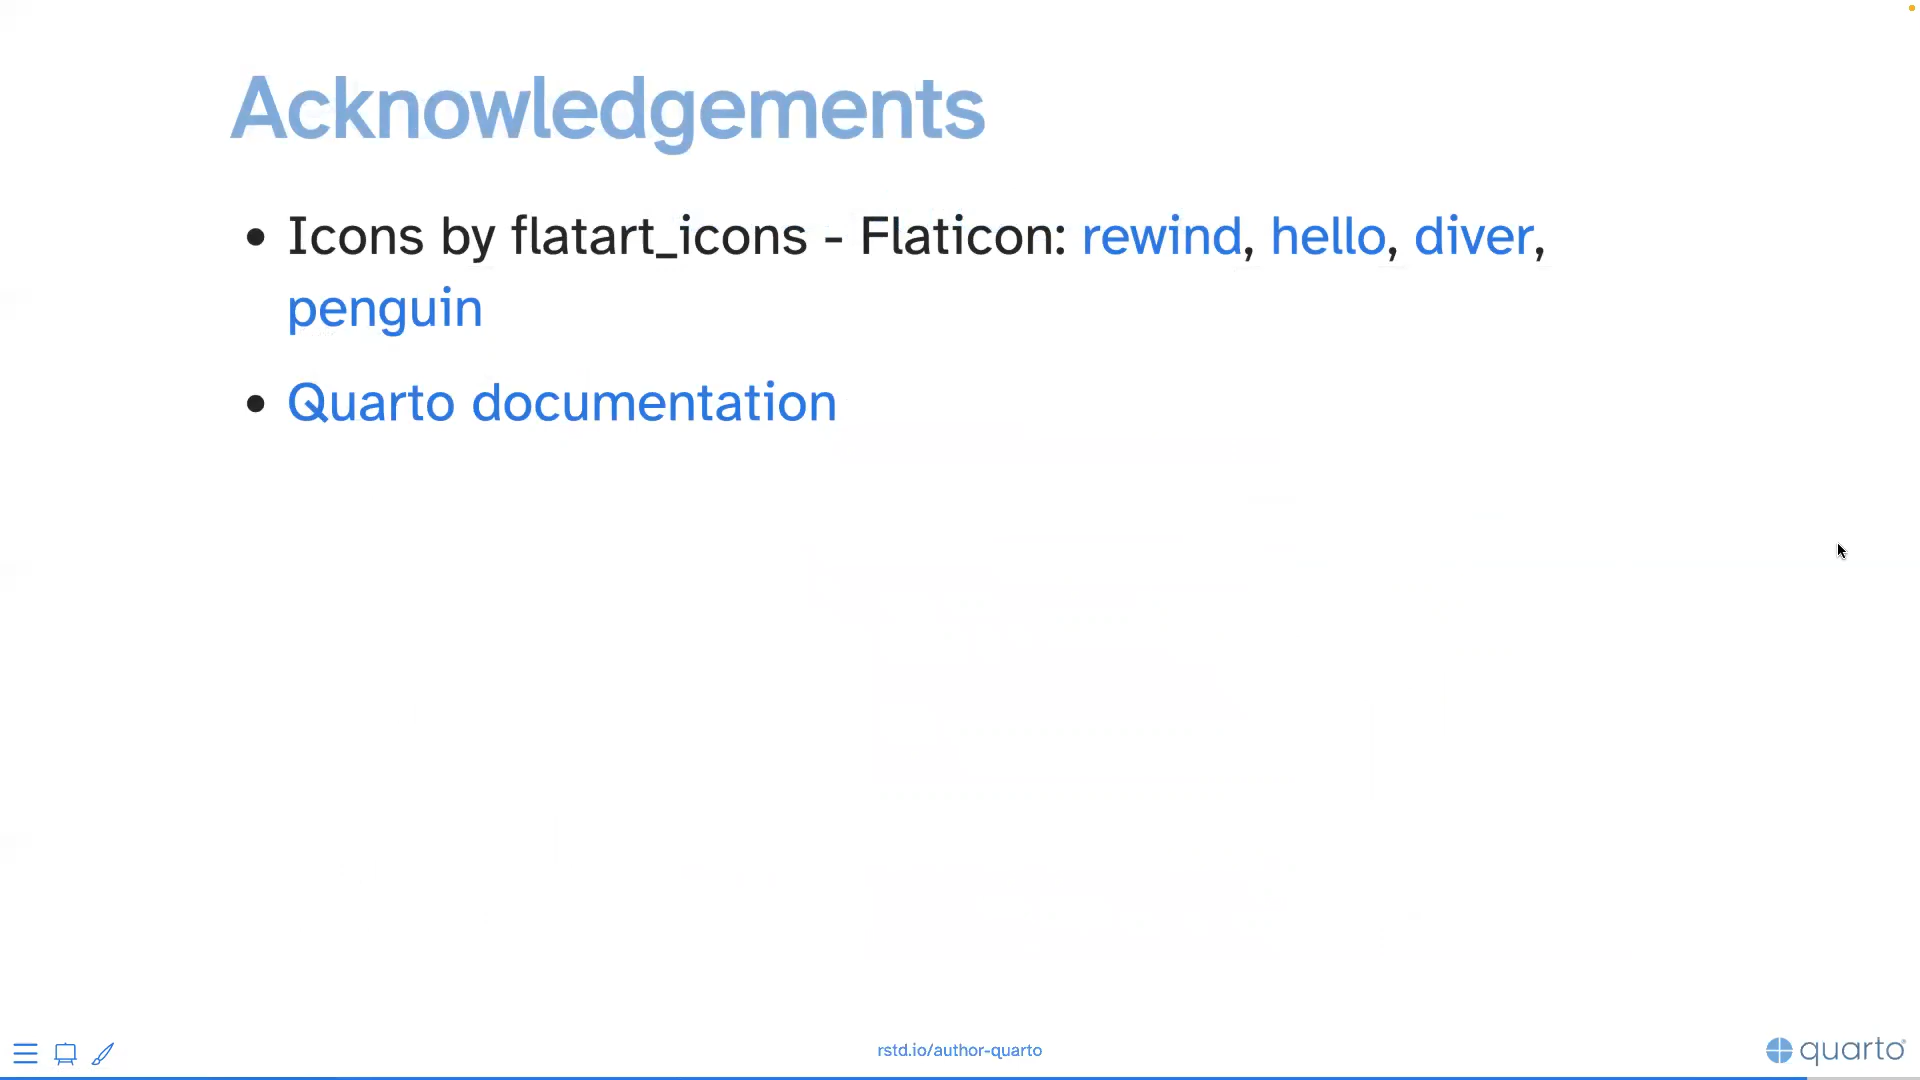 Acknowledgements
• Icons by flatart_icons - Flaticon: rewind, hello, diver,
penguin
• Quarto documentation
rstd.io/author-quarto
quarto